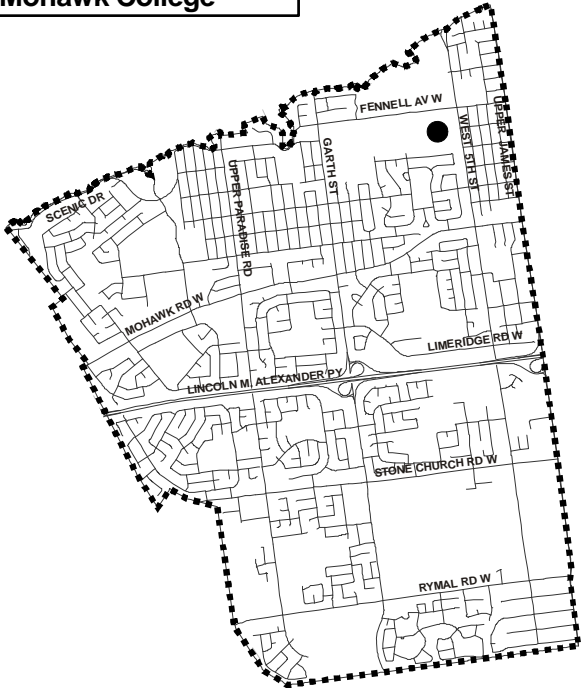 Mohawk College
FENNELL AV W
UPPER JAMES ST
WEST 5TH ST
GARTH ST
UPPER PARADISE RD
SCENIC DR
MOHAWK RD W
LIMERIDGE RD W
LINCOLN M. ALEXANDER PY
STONE CHURCH RD W
RYMAL RD W